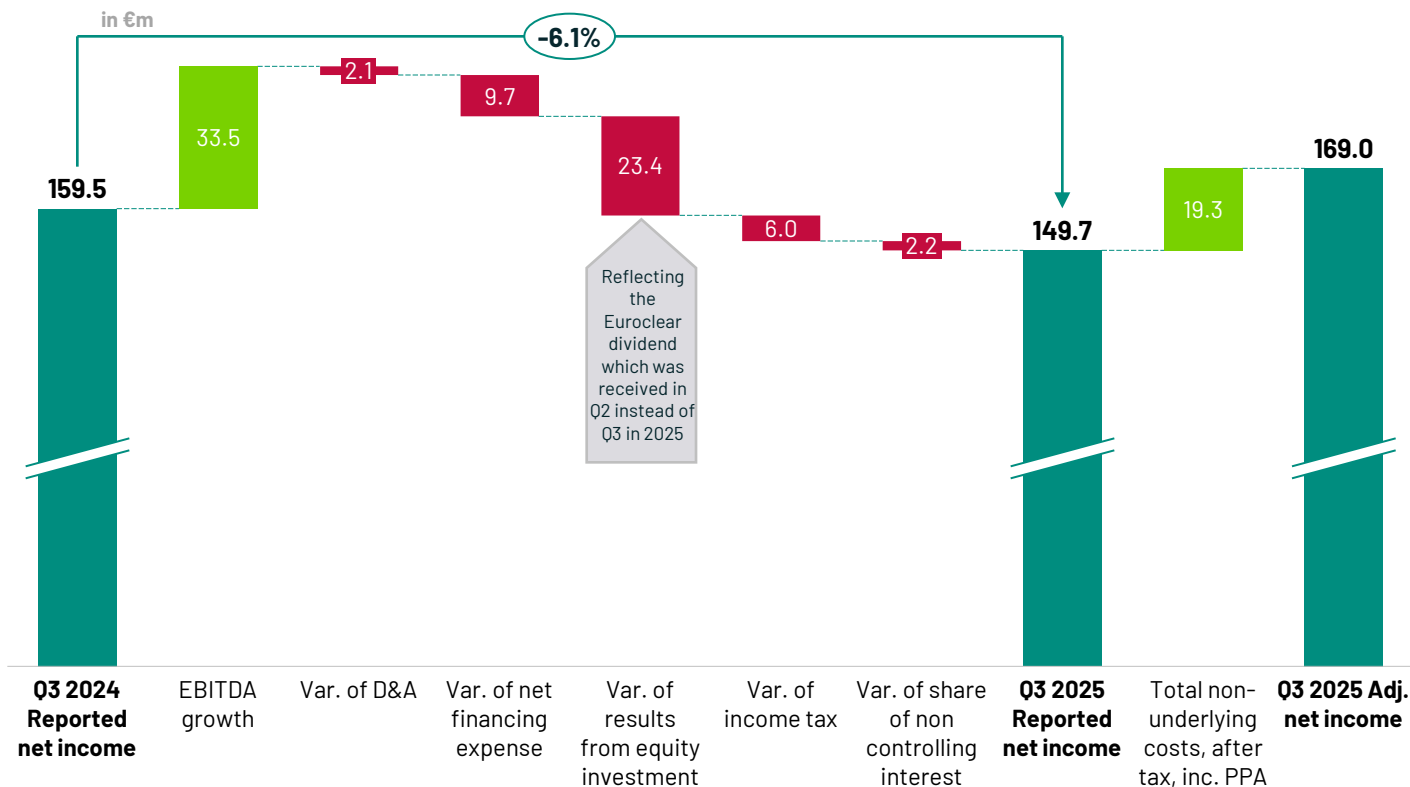 in €m
-6.1%
2.1
9.7
33.5
23.4
169.0
159.5
19.3
6.0
149.7
2.2
Reflecting
the
Euroclear
dividend
which was
received in
Q2 instead of
Q3 in 2025
Q3 2024
Reported
net income
EBITDA
growth
Var. of D&A
Var. of net
financing
expense
Var. of
results
from equity
investment
Var. of
income tax
Var. of share
of non
controlling
interest
Q3 2025
Reported
net income
Total non-
underlying
costs, after
tax, inc. PPA
Q3 2025 Adj.
net income